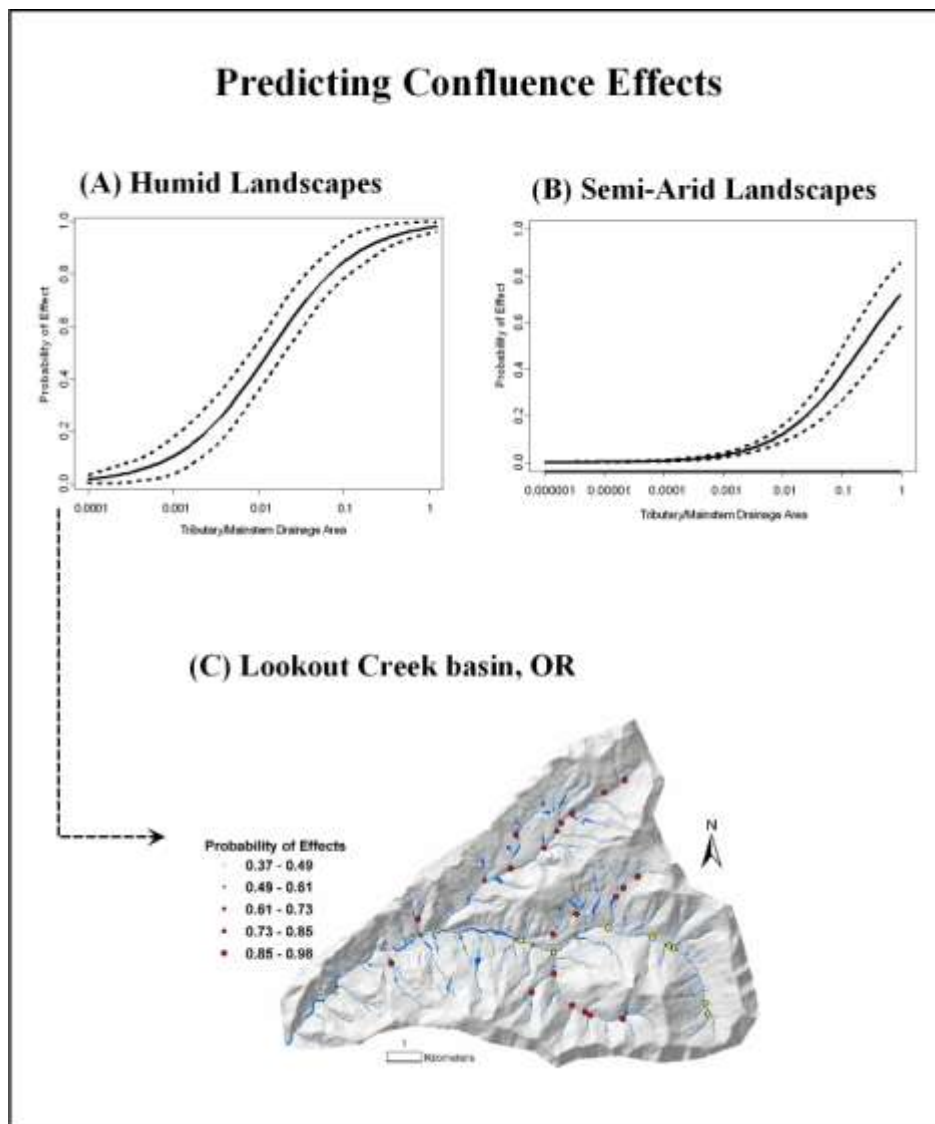 Predicting Confluence Effects
(A) Humid Landscapes
1.0
0.8
0.6
0.4
0.2
0.0
Probability of Effect
0.0001 0.001 0.01 0.1 1
Tributary/Mainstem Drainage Area
(B) Semi-Arid Landscapes
1.0
0.8
0.6
0.4
0.2
0.0
Probability of Effect
0.000001 0.00001 0.0001 0.001 0.01 0.1 1
Tributary/Mainstem Drainage Area
(C) Lookout Creek basin, OR
N
Probability of Effects
0.37 - 0.49
0.49 - 0.61
0.61 - 0.73
0.73 - 0.85
0.85 - 0.98
1
Kilometers